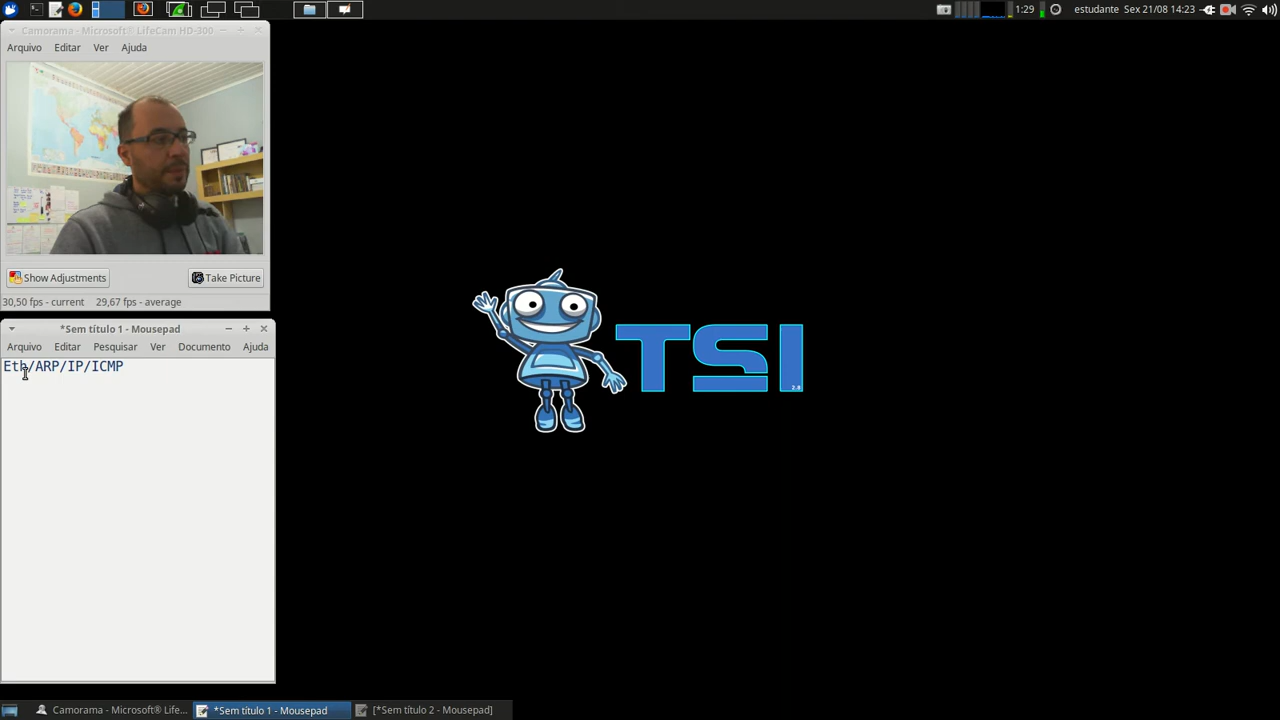 1:29
estudante Sex 21/08 14:23
Camorama - Microsoft® LifeCam HD-300
Arquivo Editar Ver Ajuda
Show Adjustments
Take Picture
30,50 fps - current 29,67 fps - average
*Sem título 1 - Mousepad
Arquivo Editar Pesquisar Ver Documento Ajuda
Eth/ARP/IP/ICMP
TSI
2.0
Camorama - Microsoft® Life...
*Sem título 1 - Mousepad
[*Sem título 2 - Mousepad]